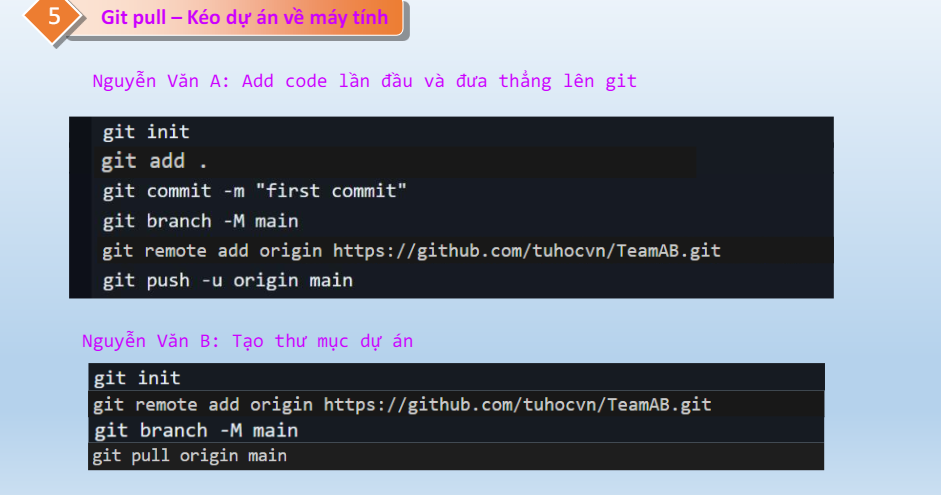 5
Git pull – Kéo dự án về máy tính
Nguyễn Văn A: Add code lần đầu và đưa thẳng lên git
git init
git add .
git commit -m "first commit"
git branch -M main
git remote add origin https://github.com/tuhocvn/TeamAB.git
git push -u origin main
Nguyễn Văn B: Tạo thư mục dự án
git init
git remote add origin https://github.com/tuhocvn/TeamAB.git
git branch -M main
git pull origin main